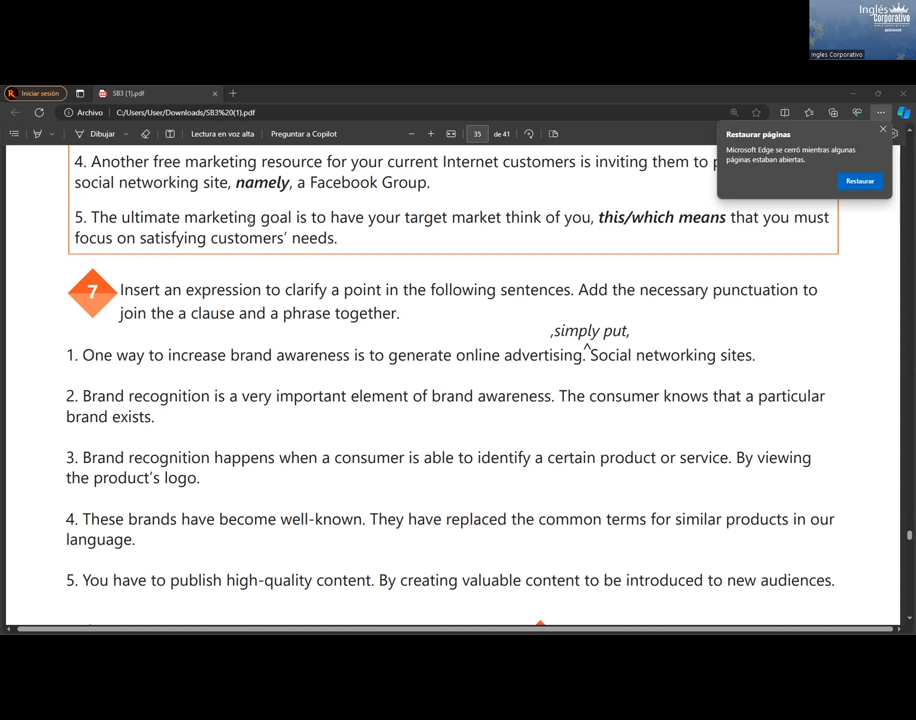 Inglés
Corporativo
Ingles Corporativo
Iniciar sesión
SB3 (1).pdf
Archivo
C:/Users/User/Downloads/SB3%20(1).pdf
Dibujar
Lectura en voz alta
Preguntar a Copilot
35
de 41
Restaurar páginas
Microsoft Edge se cerró mientras algunas
páginas estaban abiertas.
Restaurar
4. Another free marketing resource for your current Internet customers is inviting them to
social networking site, namely, a Facebook Group.
5. The ultimate marketing goal is to have your target market think of you, this/which means that you must
focus on satisfying customers' needs.
7
Insert an expression to clarify a point in the following sentences. Add the necessary punctuation to
join the a clause and a phrase together.
,simply put,
1. One way to increase brand awareness is to generate online advertising.^Social networking sites.
2. Brand recognition is a very important element of brand awareness. The consumer knows that a particular
brand exists.
3. Brand recognition happens when a consumer is able to identify a certain product or service. By viewing
the product's logo.
4. These brands have become well-known. They have replaced the common terms for similar products in our
language.
5. You have to publish high-quality content. By creating valuable content to be introduced to new audiences.